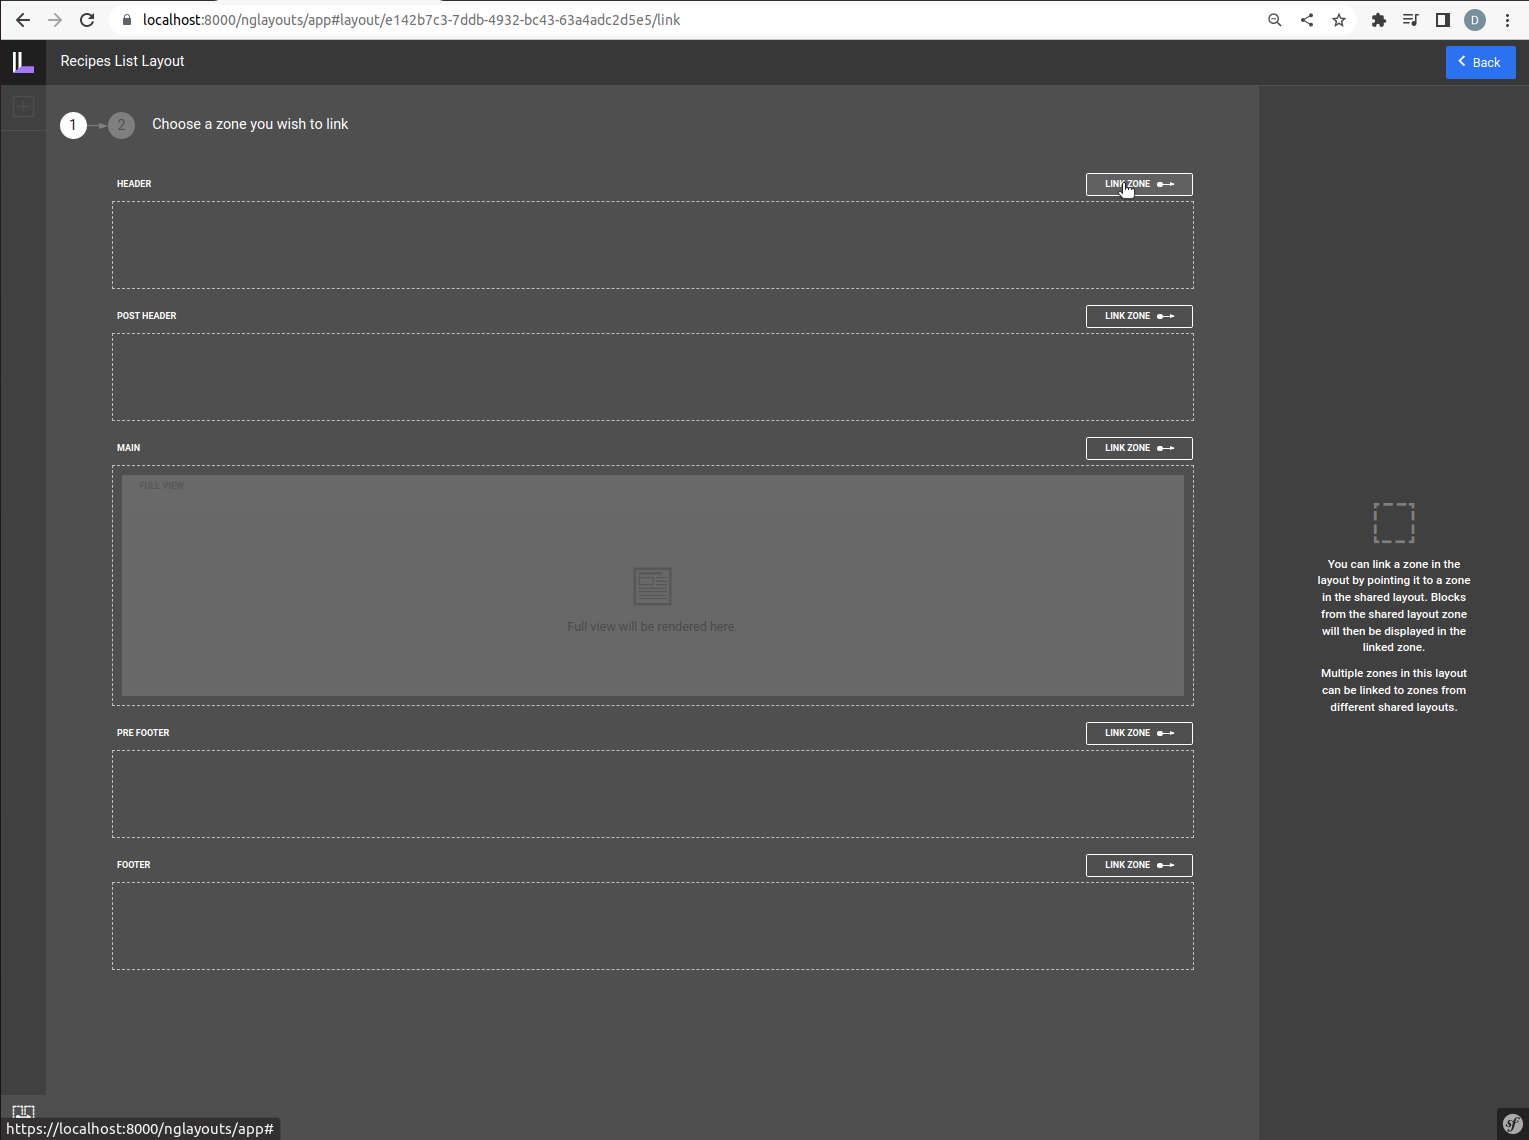 localhost:8000/nglayouts/app#layout/e142b7c3-7ddb-4932-bc43-63a4adc2d5e5/link
D
Recipes List Layout
Back
1
2
Choose a zone you wish to link
HEADER
LINK ZONE
POST HEADER
LINK ZONE
MAIN
LINK ZONE
FULL VIEW
Full view will be rendered here.
PRE FOOTER
LINK ZONE
FOOTER
LINK ZONE
You can link a zone in the
layout by pointing it to a zone
in the shared layout. Blocks
from the shared layout zone
will then be displayed in the
linked zone.
Multiple zones in this layout
can be linked to zones from
different shared layouts.
https://localhost:8000/nglayouts/app#
sf